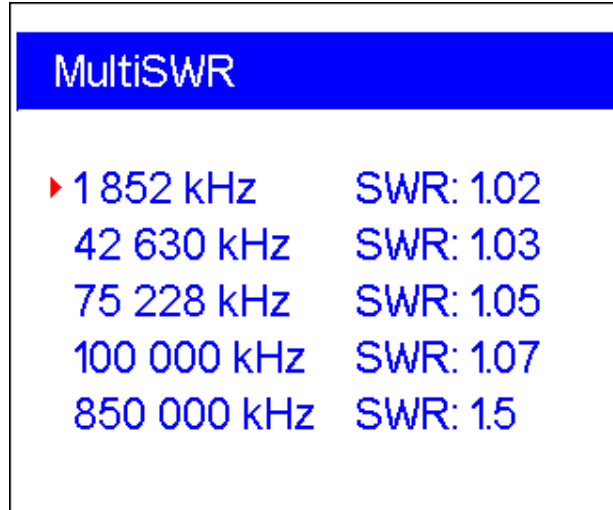 MultiSWR
1 852 kHz SWR: 1.02
42 630 kHz SWR: 1.03
75 228 kHz SWR: 1.05
100 000 kHz SWR: 1.07
850 000 kHz SWR: 1.5